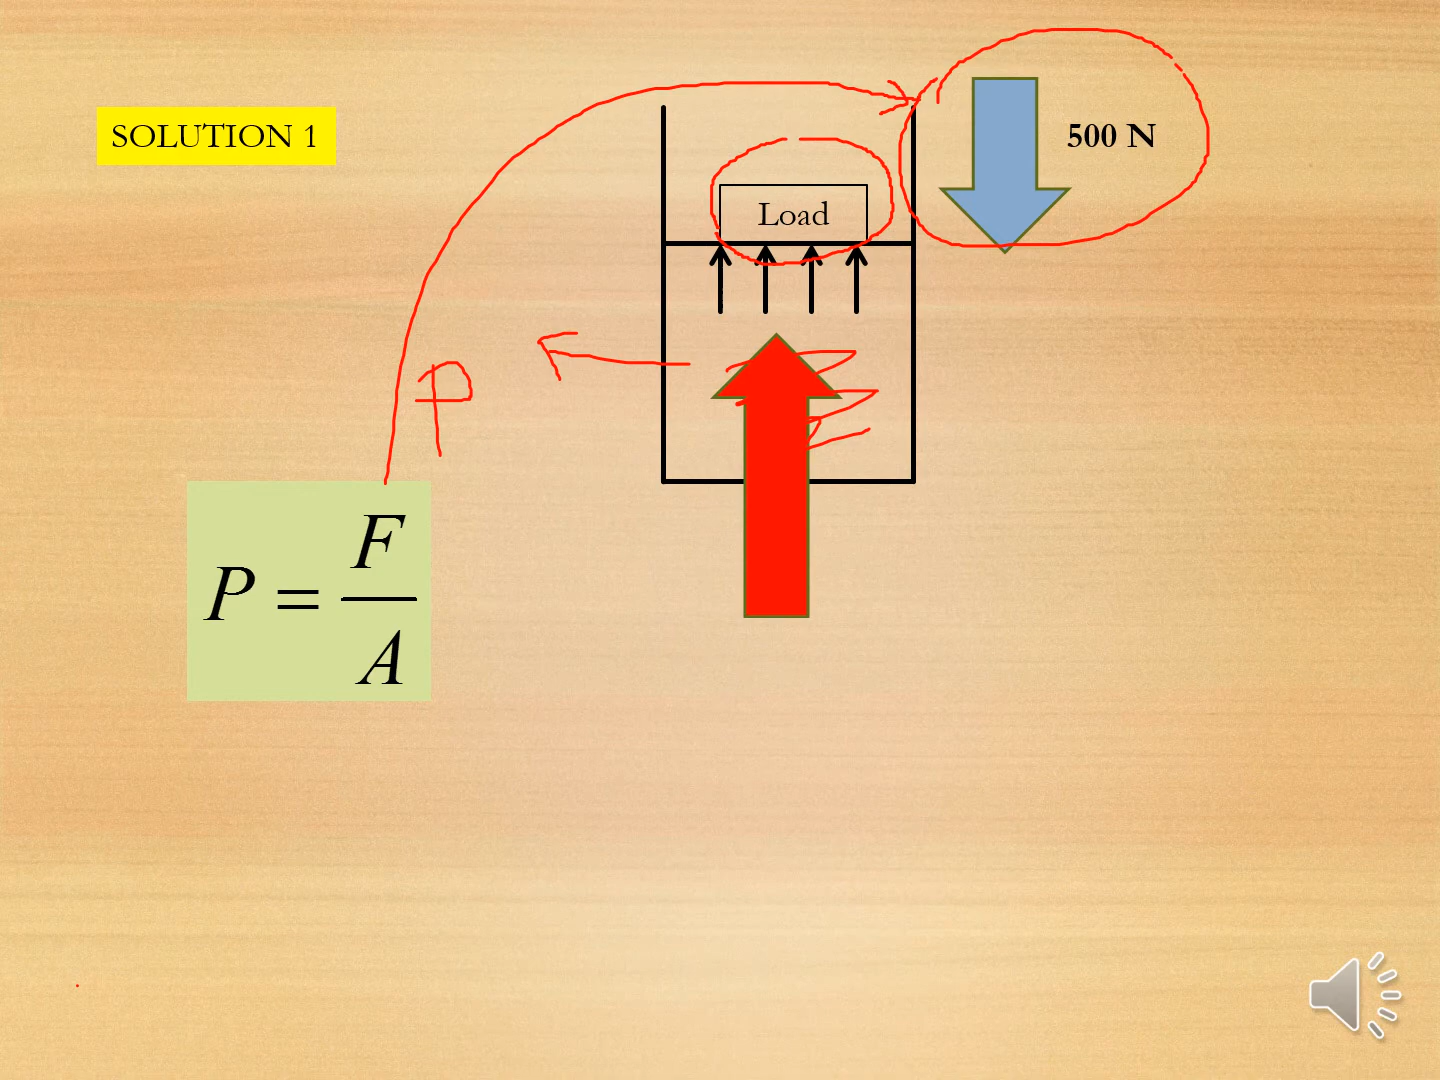 SOLUTION 1
500 N
Load
P
P = F/A